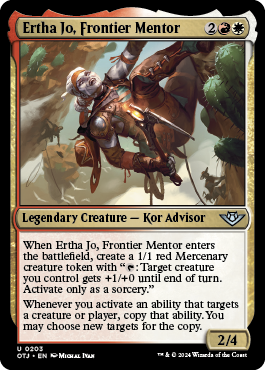 Ertha Jo, Frontier Mentor 2
Legendary Creature — Kor Advisor
When Ertha Jo, Frontier Mentor enters
the battlefield, create a 1/1 red Mercenary
creature token with “: Target creature
you control gets +1/+0 until end of turn.
Activate only as a sorcery.”
Whenever you activate an ability that targets
a creature or player, copy that ability. You
may choose new targets for the copy.
2/4
U 0203
OTJ • EN Michal Ivan
™ & © 2024 Wizards of the Coast